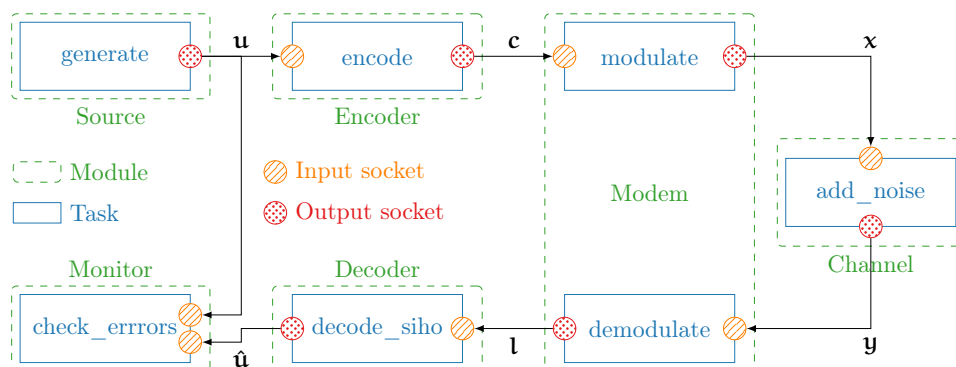 generate
u
encode
c
modulate
x
Source
Encoder
Module
Input socket
Task
Output socket
Modem
add_noise
Channel
Monitor
Decoder
check_errrors
û
decode_siho
l
demodulate
y